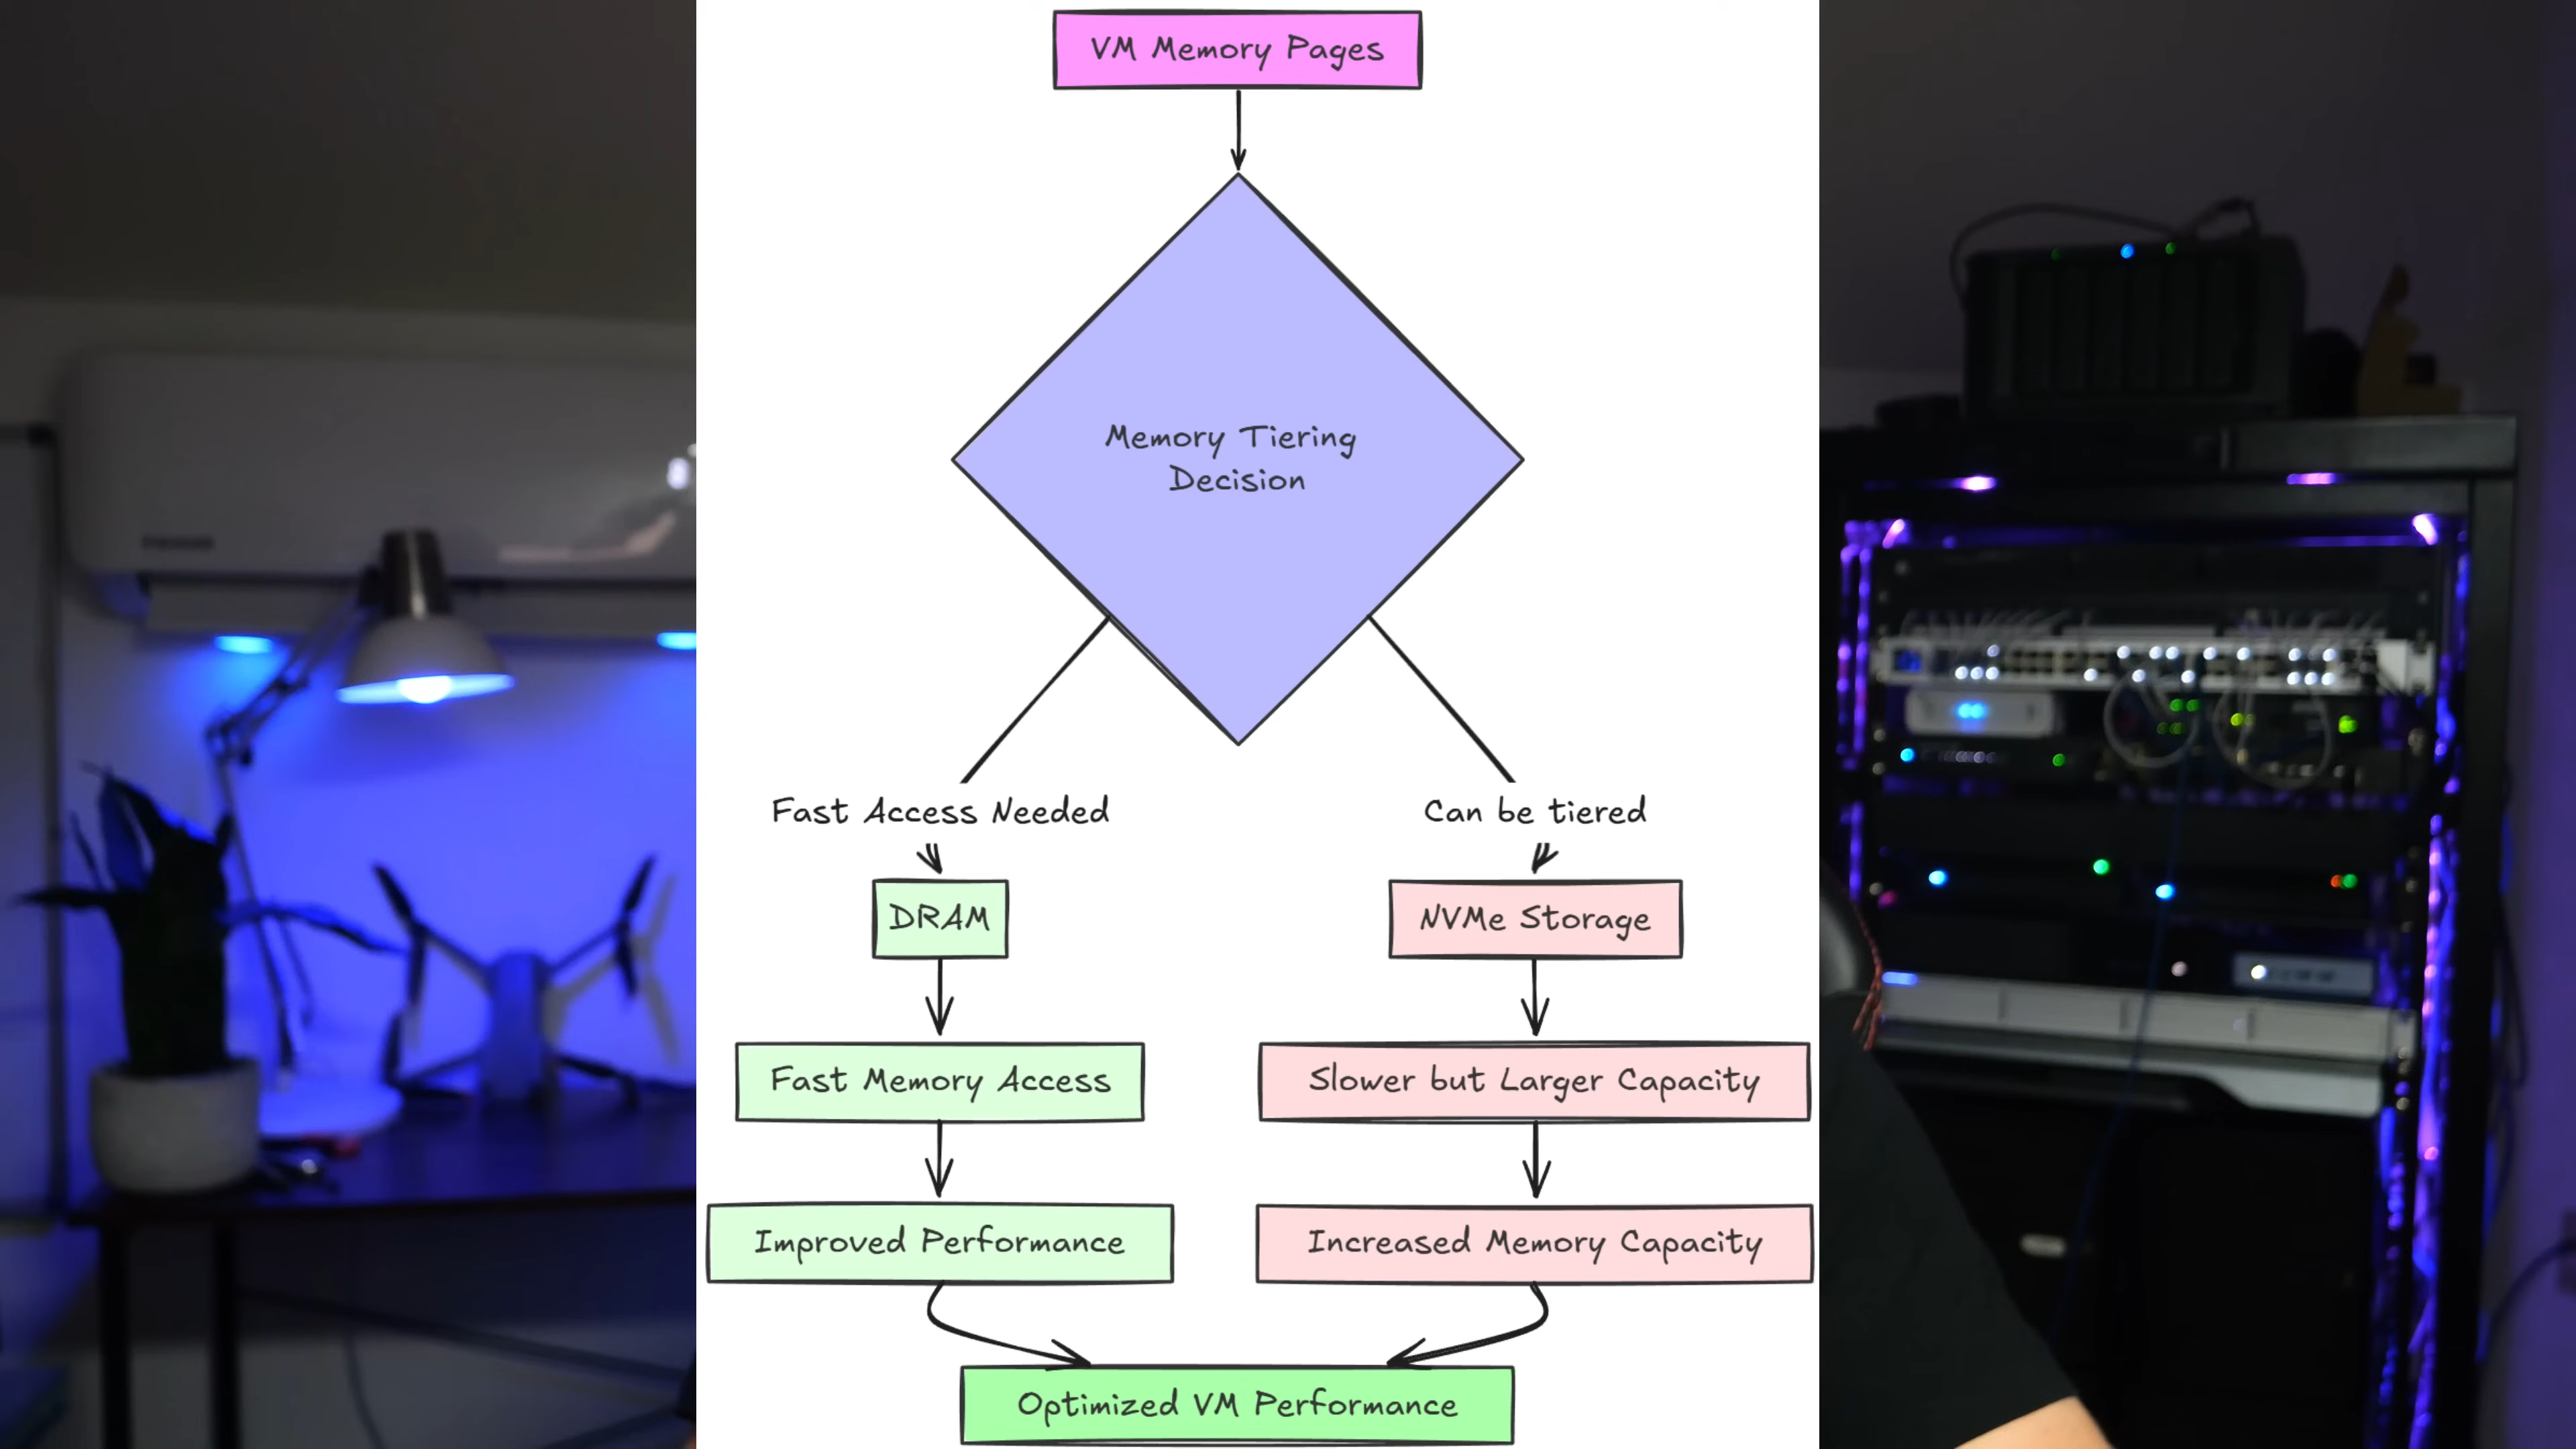 VM Memory Pages
Memory Tiering
Decision
Fast Access Needed
Can be tiered
DRAM
NVMe Storage
Fast Memory Access
Slower but Larger Capacity
Improved Performance
Increased Memory Capacity
Optimized VM Performance